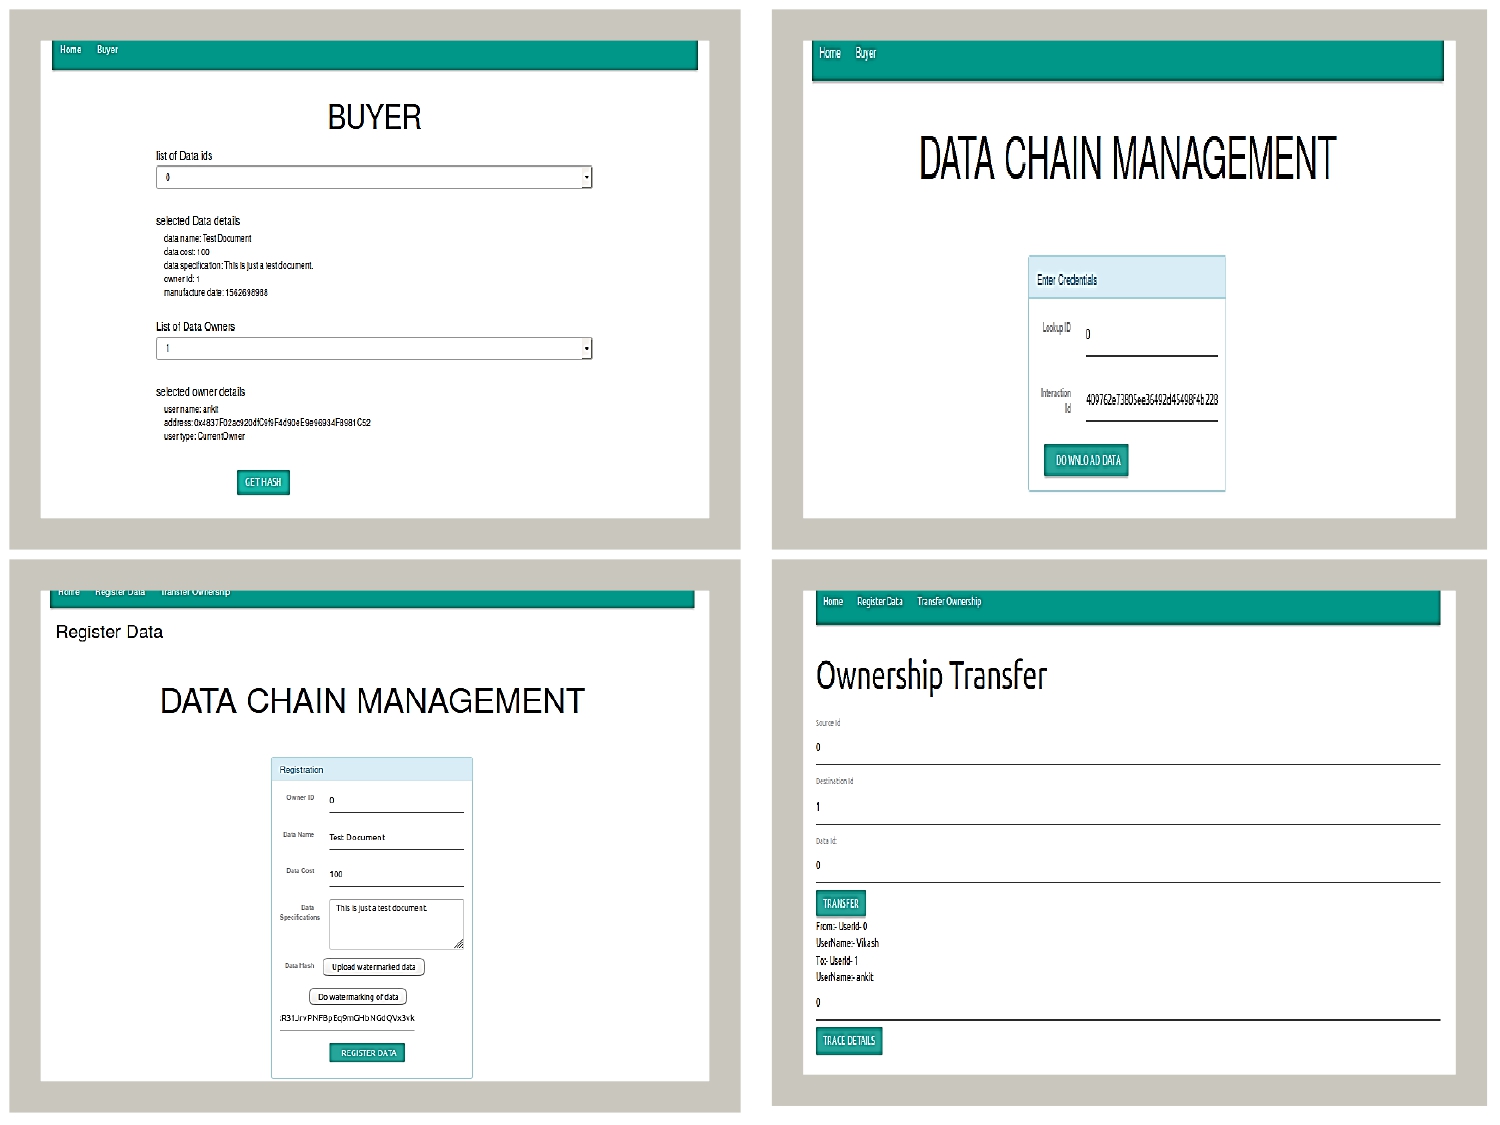 Home Buyer
BUYER
list of Data ids
0
selected Data details
data name: Test Document
data cost: 100
data specification: This is just a test document.
owner id: 1
manufacture date: 1562698988
List of Data Owners
1
selected owner details
user name: ankit
user type: CurrentOwner
GET HASH
Home Buyer
DATA CHAIN MANAGEMENT
Enter Credentials
Lookup ID
0
Interaction
Id
409762e73805ee36492d45498f4b228
DOWNLOAD DATA
Home Register Data Transfer Ownership
Register Data
DATA CHAIN MANAGEMENT
Registration
Owner ID
0
Data Name
Test Document
Data Cost
100
Data
Specifications
This is just a test document.
Data Hash
Upload watermarked data
Do watermarking of data
REGISTER DATA
Home Register Data Transfer Ownership
Ownership Transfer
Source Id
0
Destination Id
1
Data Id:
0
TRANSFER
From:- UserId- 0
UserName:- Vikash
To:- UserId- 1
UserName:- ankit
0
TRACE DETAILS